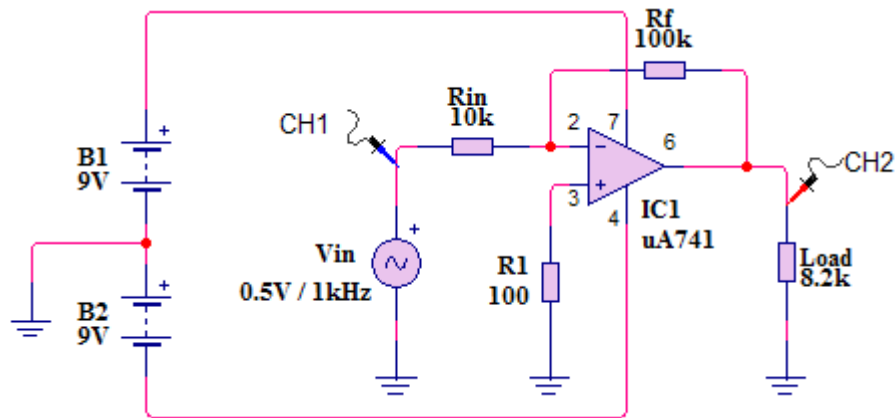 Rf
100k
Rin
10k
CH1
2
7
6
CH2
B1
9V
3
4
IC1
uA741
Vin
0.5V / 1kHz
R1
100
Load
8.2k
B2
9V